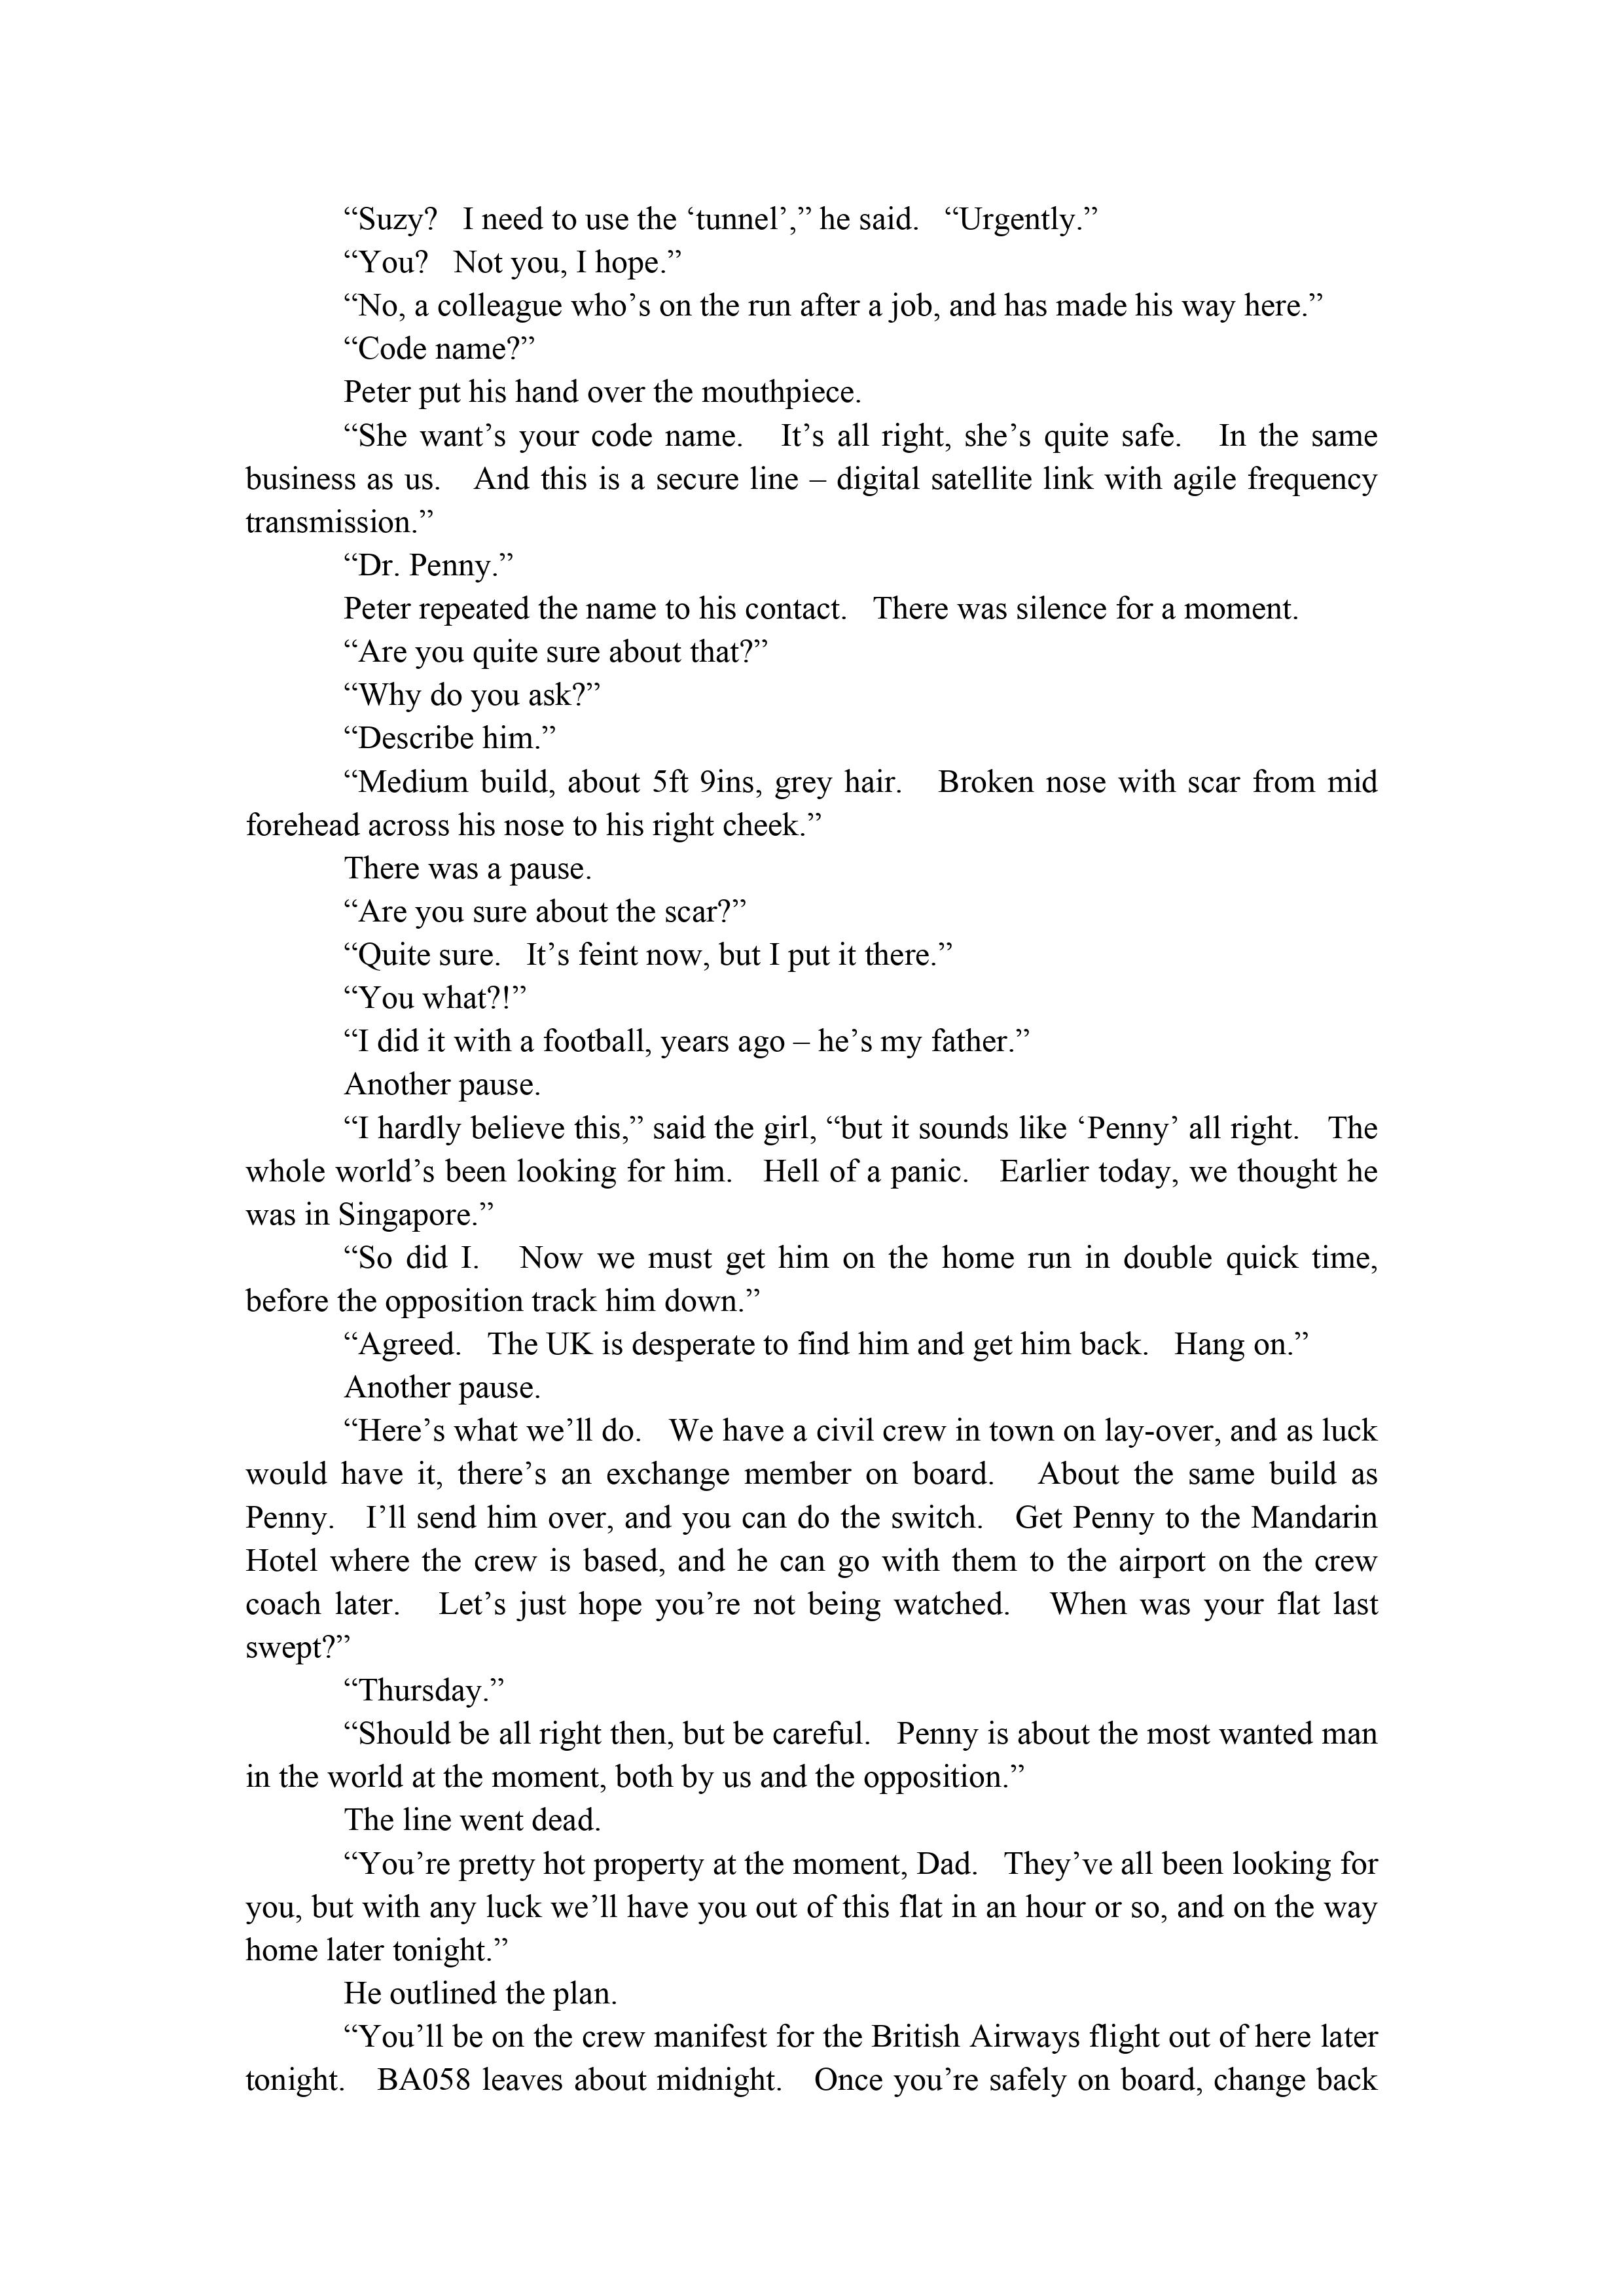 “Suzy?   I need to use the ‘tunnel’,” he said.   “Urgently.”
“You?   Not you, I hope.”
“No, a colleague who’s on the run after a job, and has made his way here.”
“Code name?”
Peter put his hand over the mouthpiece.
“She want’s your code name.   It’s all right, she’s quite safe.   In the same
business as us.   And this is a secure line – digital satellite link with agile frequency
transmission.”
“Dr. Penny.”
Peter repeated the name to his contact.   There was silence for a moment.
“Are you quite sure about that?”
“Why do you ask?”
“Describe him.”
“Medium build, about 5ft 9ins, grey hair.   Broken nose with scar from mid
forehead across his nose to his right cheek.”
There was a pause.
“Are you sure about the scar?”
“Quite sure.   It’s feint now, but I put it there.”
“You what?!”
“I did it with a football, years ago – he’s my father.”
Another pause.
“I hardly believe this,” said the girl, “but it sounds like ‘Penny’ all right.   The
whole world’s been looking for him.   Hell of a panic.   Earlier today, we thought he
was in Singapore.”
“So did I.   Now we must get him on the home run in double quick time,
before the opposition track him down.”
“Agreed.   The UK is desperate to find him and get him back.   Hang on.”
Another pause.
“Here’s what we’ll do.   We have a civil crew in town on lay-over, and as luck
would have it, there’s an exchange member on board.   About the same build as
Penny.   I’ll send him over, and you can do the switch.   Get Penny to the Mandarin
Hotel where the crew is based, and he can go with them to the airport on the crew
coach later.   Let’s just hope you’re not being watched.   When was your flat last
swept?”
“Thursday.”
“Should be all right then, but be careful.   Penny is about the most wanted man
in the world at the moment, both by us and the opposition.”
The line went dead.
“You’re pretty hot property at the moment, Dad.   They’ve all been looking for
you, but with any luck we’ll have you out of this flat in an hour or so, and on the way
home later tonight.”
He outlined the plan.
“You’ll be on the crew manifest for the British Airways flight out of here later
tonight.   BA058 leaves about midnight.   Once you’re safely on board, change back